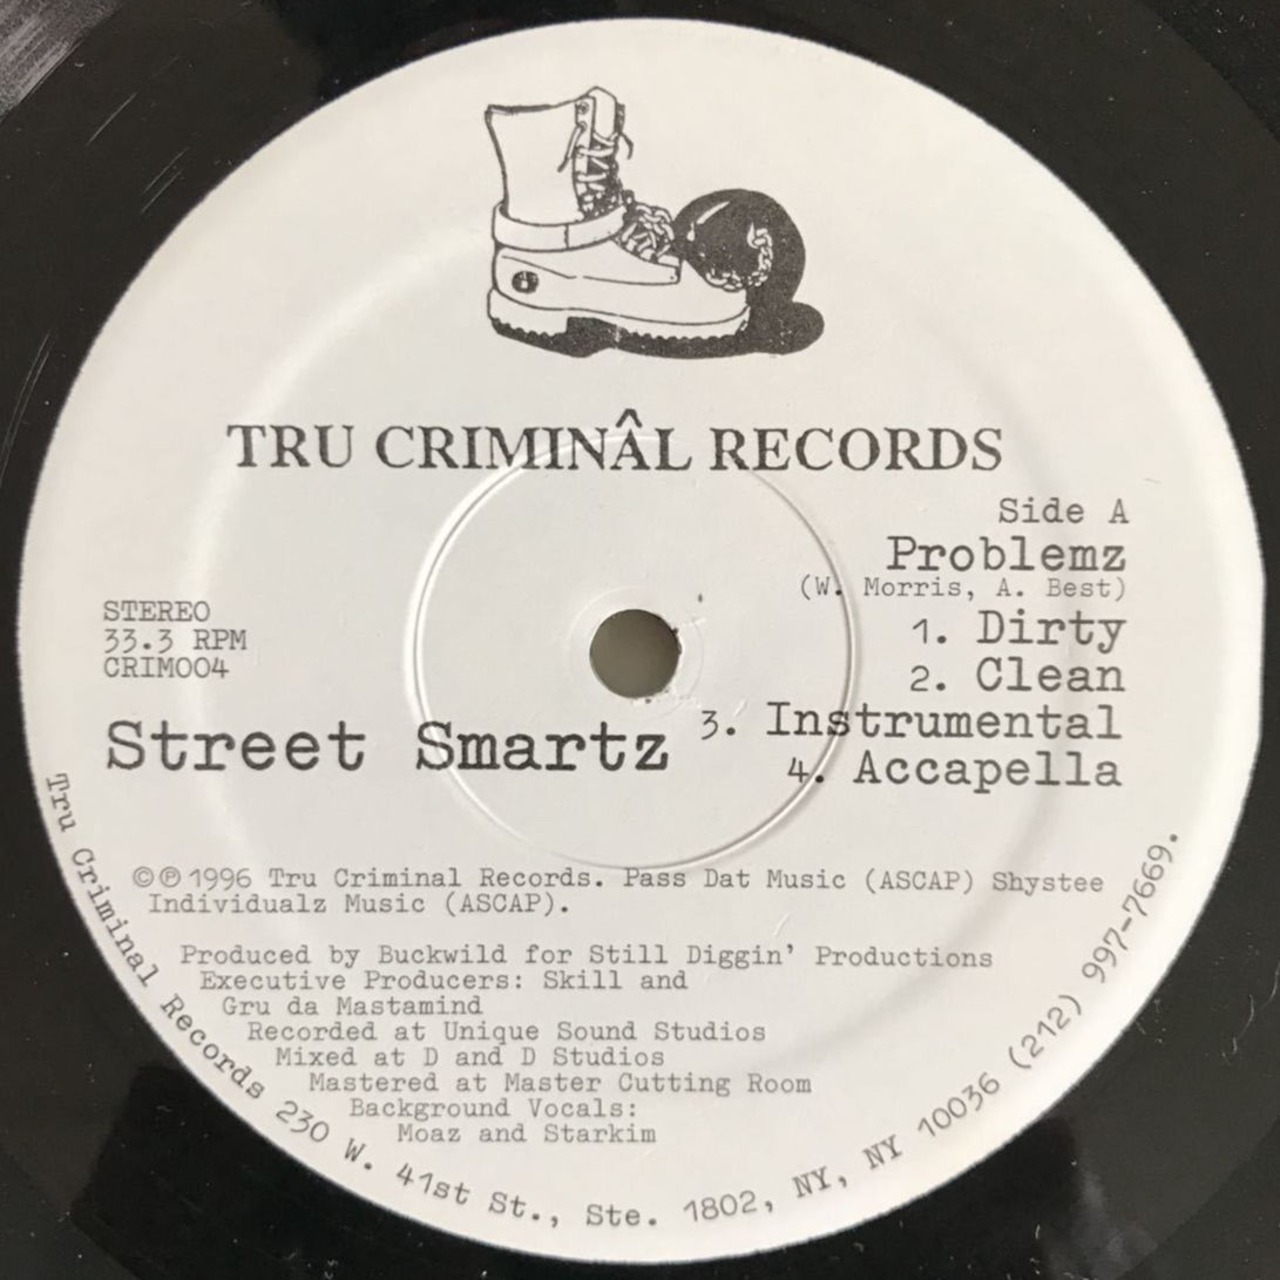 TRU CRIMINÂL RECORDS
Side A
Problemz
(W. Morris, A. Best)
1. Dirty
2. Clean
3. Instrumental
4. Accapella
STEREO
33.3 RPM
CRIM004
Street Smartz
©℗1996 Tru Criminal Records. Pass Dat Music (ASCAP) Shystee
Individualz Music (ASCAP).
Produced by Buckwild for Still Diggin' Productions
Executive Producers: Skill and
Gru da Mastamind
Recorded at Unique Sound Studios
Mixed at D and D Studios
Mastered at Master Cutting Room
Background Vocals:
Moaz and Starkim
Tru Criminal Records 230 W. 41st St., Ste. 1802, NY, NY 10036 (212) 997-7669.